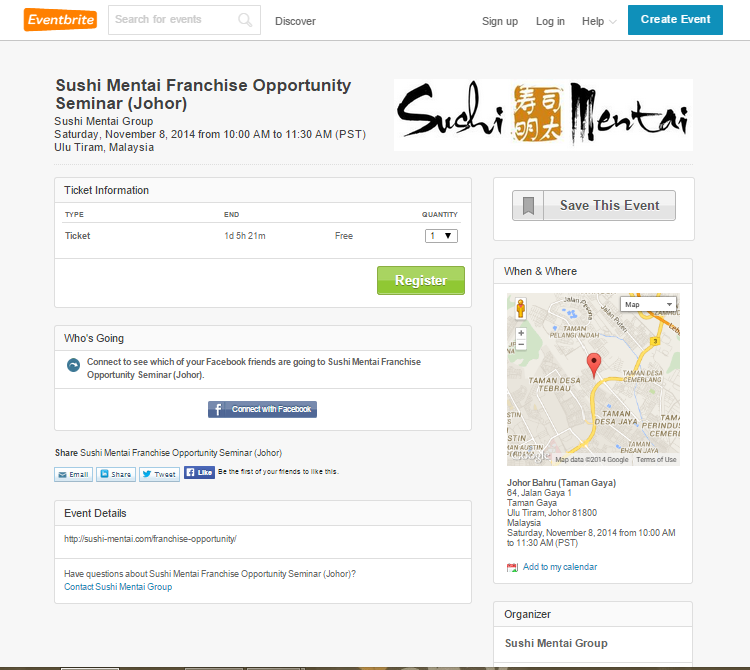 Eventbrite
Search for events
Discover
Sign up
Log in
Help
Create Event
Sushi Mentai Franchise Opportunity
Seminar (Johor)
Sushi Mentai Group
Saturday, November 8, 2014 from 10:00 AM to 11:30 AM (PST)
Ulu Tiram, Malaysia
Sushi 寿司 明太 Mentai
Ticket Information
TYPE END QUANTITY
Ticket 1d 5h 21m Free 1
Register
Who's Going
Connect to see which of your Facebook friends are going to Sushi Mentai Franchise
Opportunity Seminar (Johor).
f Connect with Facebook
Share Sushi Mentai Franchise Opportunity Seminar (Johor)
Email
Share
Tweet
Like
Be the first of your friends to like this.
Event Details
http://sushi-mentai.com/franchise-opportunity/
Have questions about Sushi Mentai Franchise Opportunity Seminar (Johor)?
Contact Sushi Mentai Group
Save This Event
When & Where
Map
Jalan
Jalan Puteri
TAMAN
PELANGI INDAH
3
TAMAN DESA
TEBRAU
TAMAN DESA
CEMERLANG
TAMAN
DESA JAYA
TAMA
PERINDUS
CEMERL
STIN
AUSTIN
TAMAN
EHSAN JAYA
Google
Map data ©2014 Google
Terms of Use
Johor Bahru (Taman Gaya)
64, Jalan Gaya 1
Taman Gaya
Ulu Tiram, Johor 81800
Malaysia
Saturday, November 8, 2014 from 10:00 AM
to 11:30 AM (PST)
Add to my calendar
Organizer
Sushi Mentai Group